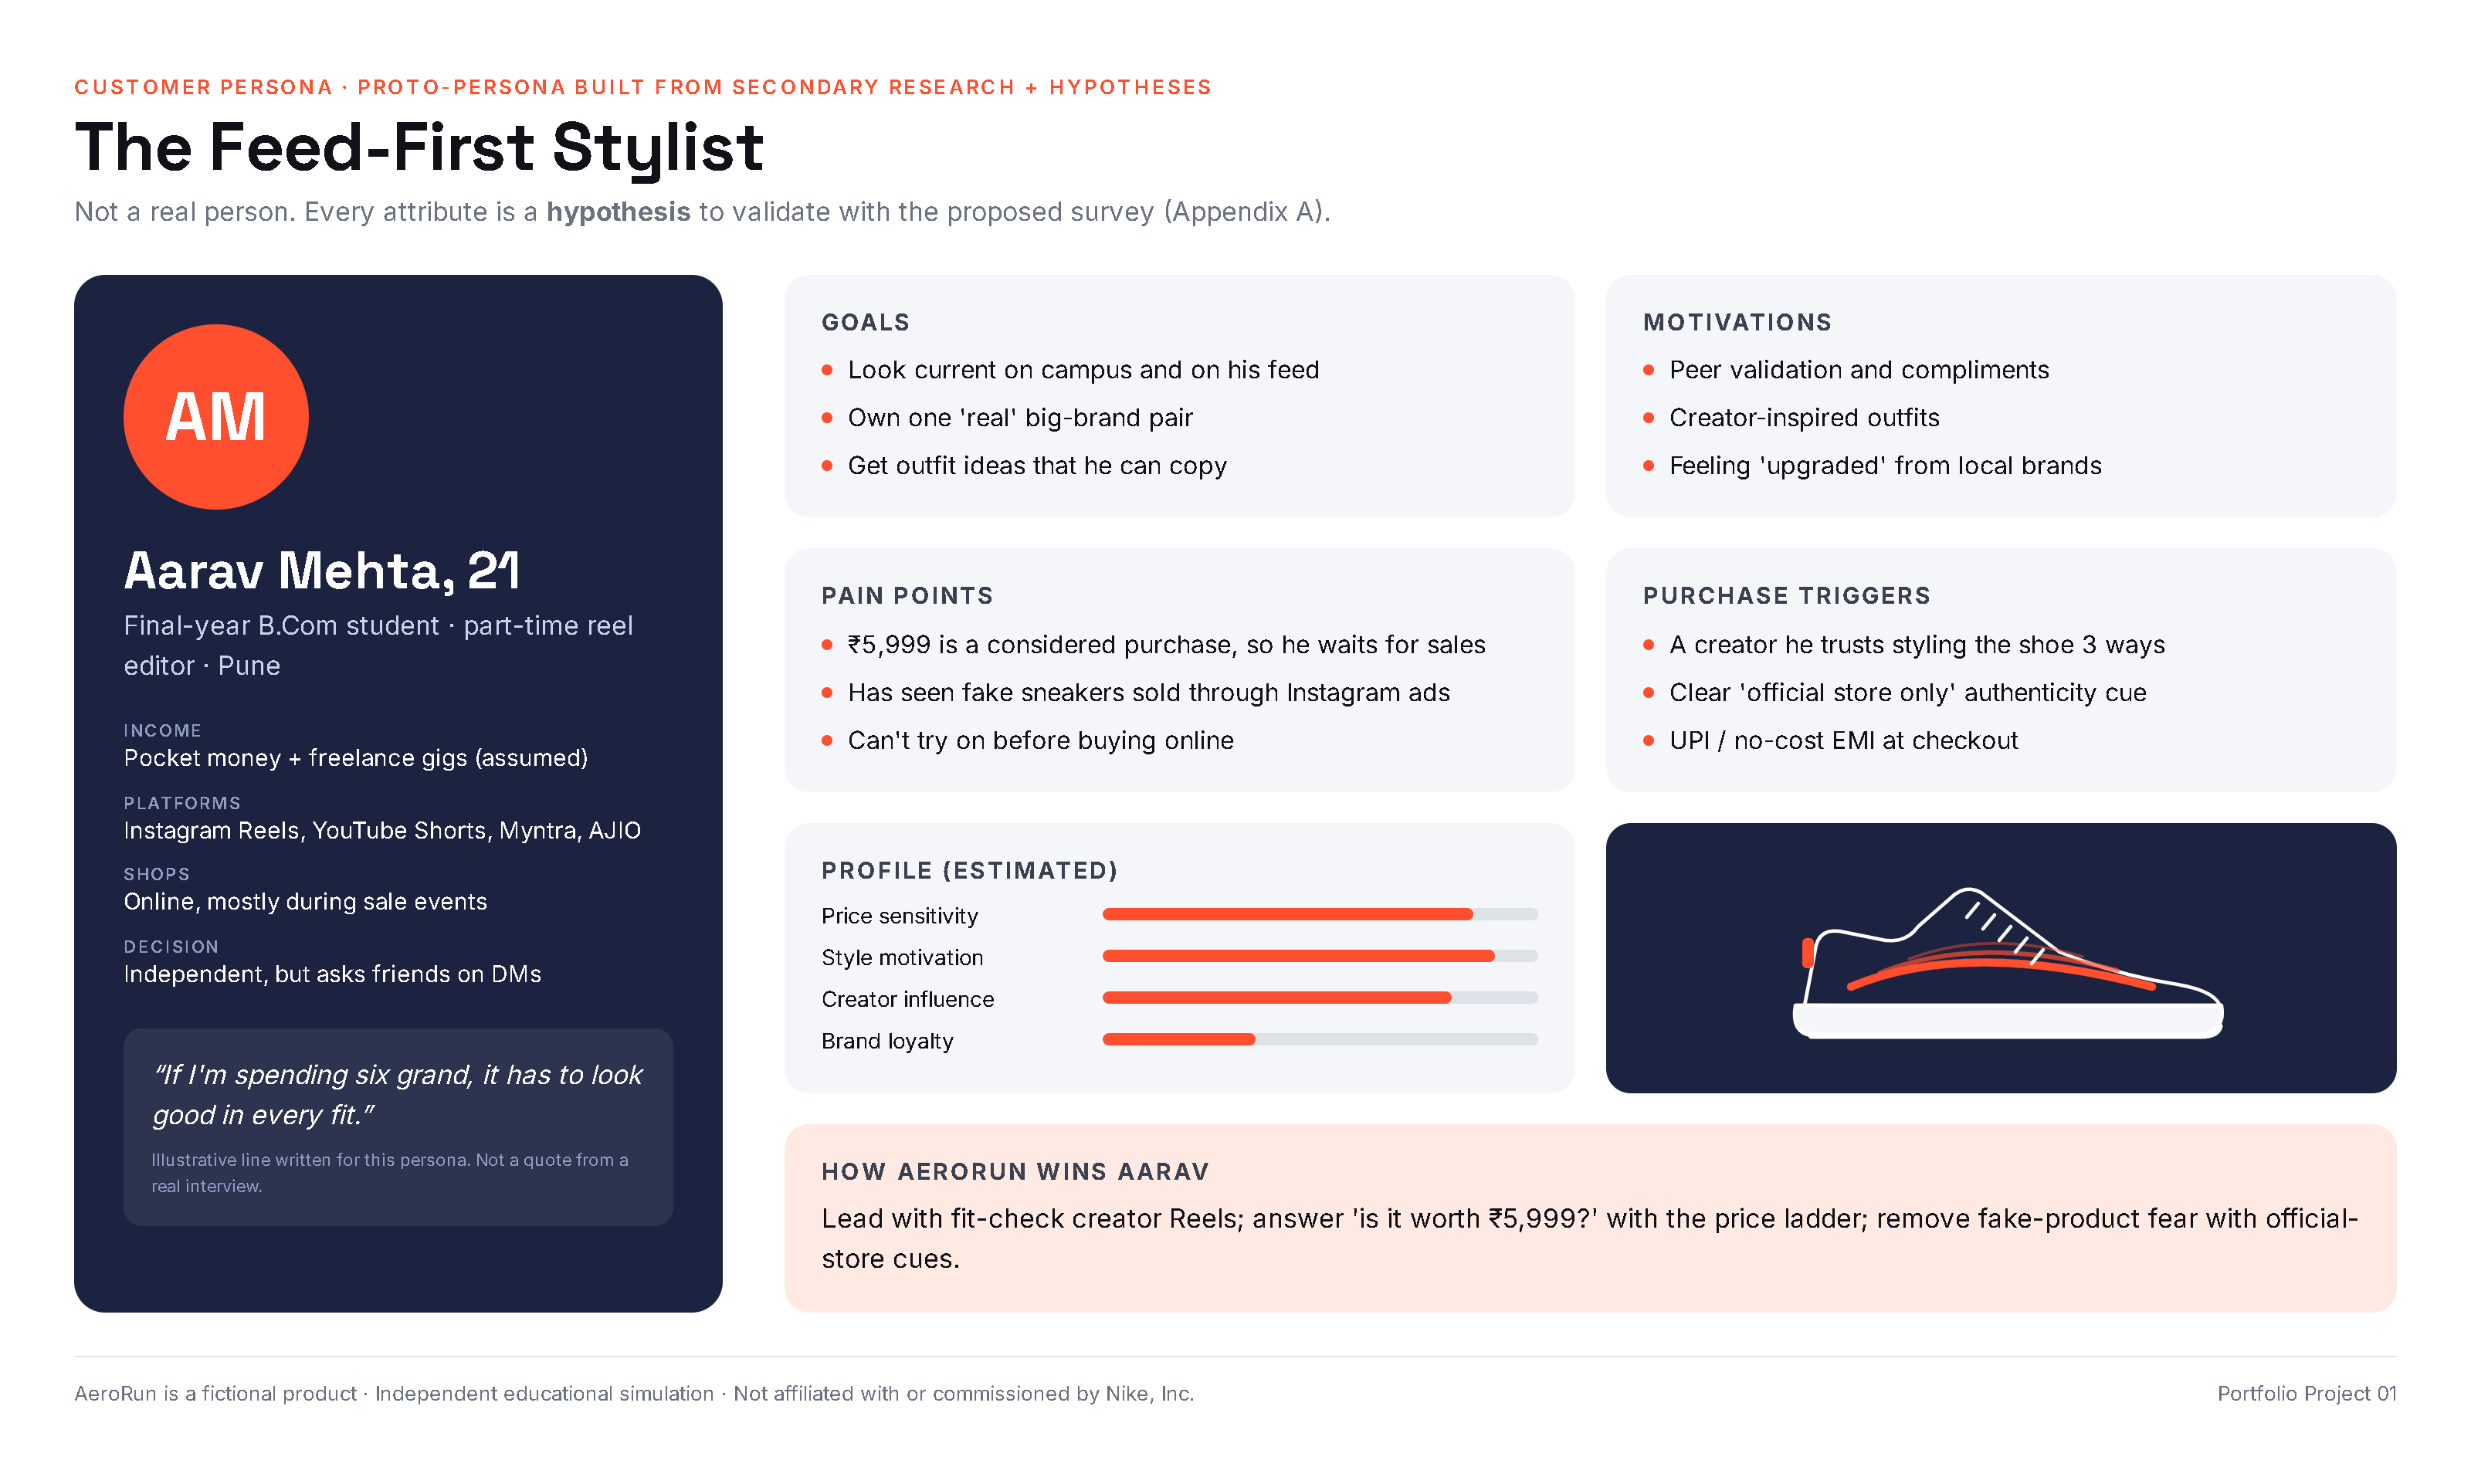 CUSTOMER PERSONA · PROTO-PERSONA BUILT FROM SECONDARY RESEARCH + HYPOTHESES
The Feed-First Stylist
Not a real person. Every attribute is a hypothesis to validate with the proposed survey (Appendix A).
AM
Aarav Mehta, 21
Final-year B.Com student · part-time reel
editor · Pune
INCOME
Pocket money + freelance gigs (assumed)
PLATFORMS
Instagram Reels, YouTube Shorts, Myntra, AJIO
SHOPS
Online, mostly during sale events
DECISION
Independent, but asks friends on DMs
“If I'm spending six grand, it has to look
good in every fit.”
Illustrative line written for this persona. Not a quote from a
real interview.
GOALS
Look current on campus and on his feed
Own one 'real' big-brand pair
Get outfit ideas that he can copy
MOTIVATIONS
Peer validation and compliments
Creator-inspired outfits
Feeling 'upgraded' from local brands
PAIN POINTS
₹5,999 is a considered purchase, so he waits for sales
Has seen fake sneakers sold through Instagram ads
Can't try on before buying online
PURCHASE TRIGGERS
A creator he trusts styling the shoe 3 ways
Clear 'official store only' authenticity cue
UPI / no-cost EMI at checkout
PROFILE (ESTIMATED)
Price sensitivity
Style motivation
Creator influence
Brand loyalty
HOW AERORUN WINS AARAV
Lead with fit-check creator Reels; answer 'is it worth ₹5,999?' with the price ladder; remove fake-product fear with official-
store cues.
AeroRun is a fictional product · Independent educational simulation · Not affiliated with or commissioned by Nike, Inc.
Portfolio Project 01